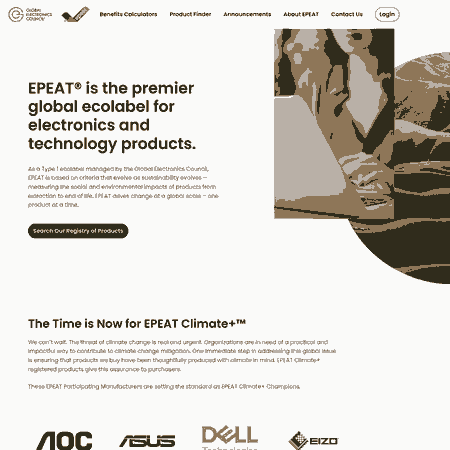 GLOBAL
ELECTRONICS
COUNCIL
Benefits Calculators
Product Finder
Announcements
About EPEAT
Contact Us
Login
EPEAT® is the premier
global ecolabel for
electronics and
technology products.
As a Type 1 ecolabel managed by the Global Electronics Council,
EPEAT is based on criteria that evolve as sustainability evolves –
measuring the social and environmental impacts of products from
extraction to end of life. EPEAT drives change at a global scale – one
product at a time.
Search Our Registry of Products
The Time is Now for EPEAT Climate+™
We can't wait. The threat of climate change is real and urgent. Organizations are in need of a practical and
impactful way to contribute to climate change mitigation. One immediate step in addressing this global issue
is ensuring that products we buy have been thoughtfully produced with climate in mind. EPEAT Climate+
registered products give this assurance to purchasers.
These EPEAT Participating Manufacturers are setting the standard as EPEAT Climate+ Champions.
AOC
ASUS
DELL
Technologies
EIZO